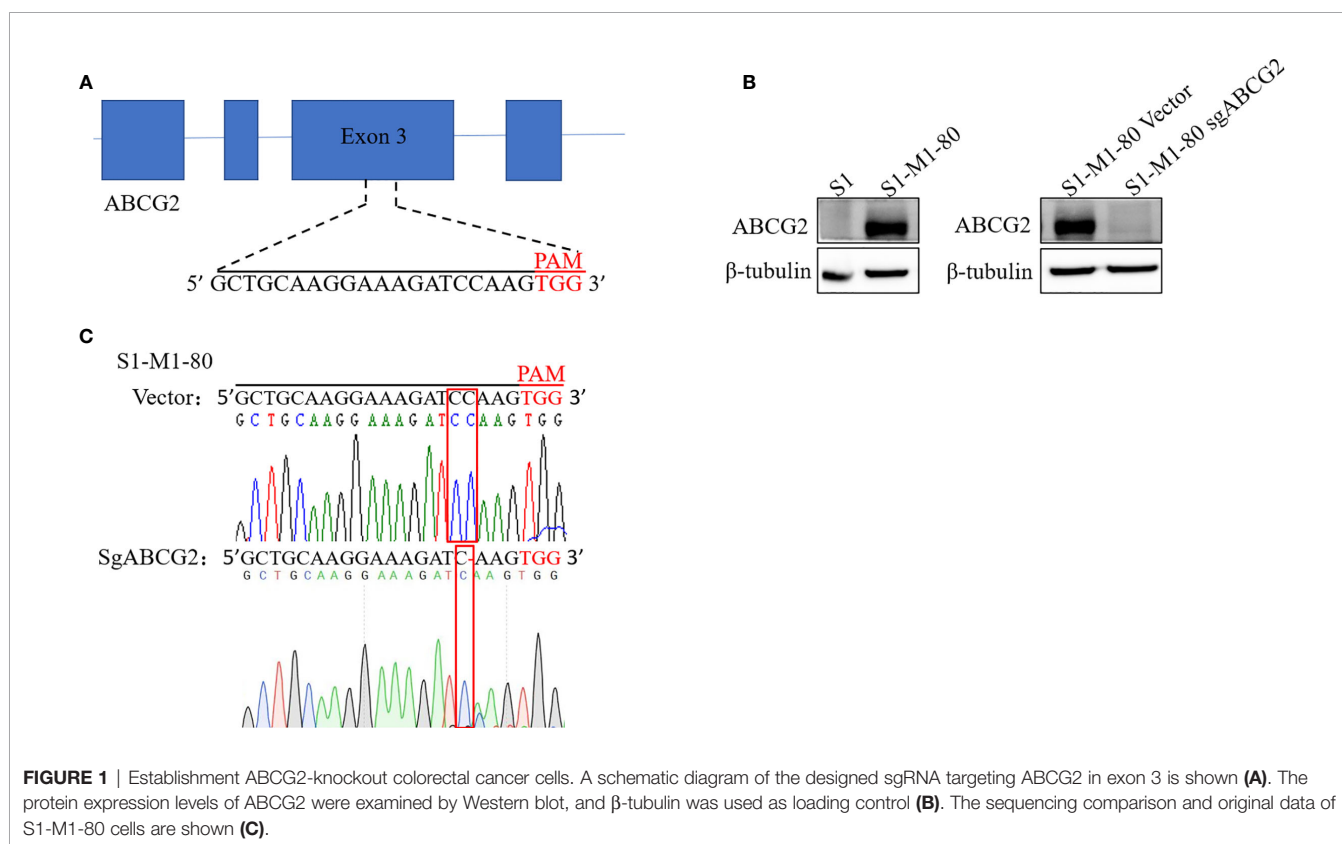 A
Exon 3
ABCG2
PAM
5' GCTGCAAGGAAAGATCCAAGTGG 3'
B
S1
S1-M1-80
ABCG2
β-tubulin
S1-M1-80 Vector
S1-M1-80 sgABCG2
ABCG2
β-tubulin
C
S1-M1-80
PAM
Vector: 5'GCTGCAAGGAAAGATCCAAGTGG 3'
G C T G C A A G G A A A G A T C C A A G T G G
SgABCG2: 5'GCTGCAAGGAAAGATC-AAGTGG 3'
G C T G C A A G G A A A G A T C A A G T G G
FIGURE 1 | Establishment ABCG2-knockout colorectal cancer cells. A schematic diagram of the designed sgRNA targeting ABCG2 in exon 3 is shown (A). The
protein expression levels of ABCG2 were examined by Western blot, and β-tubulin was used as loading control (B). The sequencing comparison and original data of
S1-M1-80 cells are shown (C).